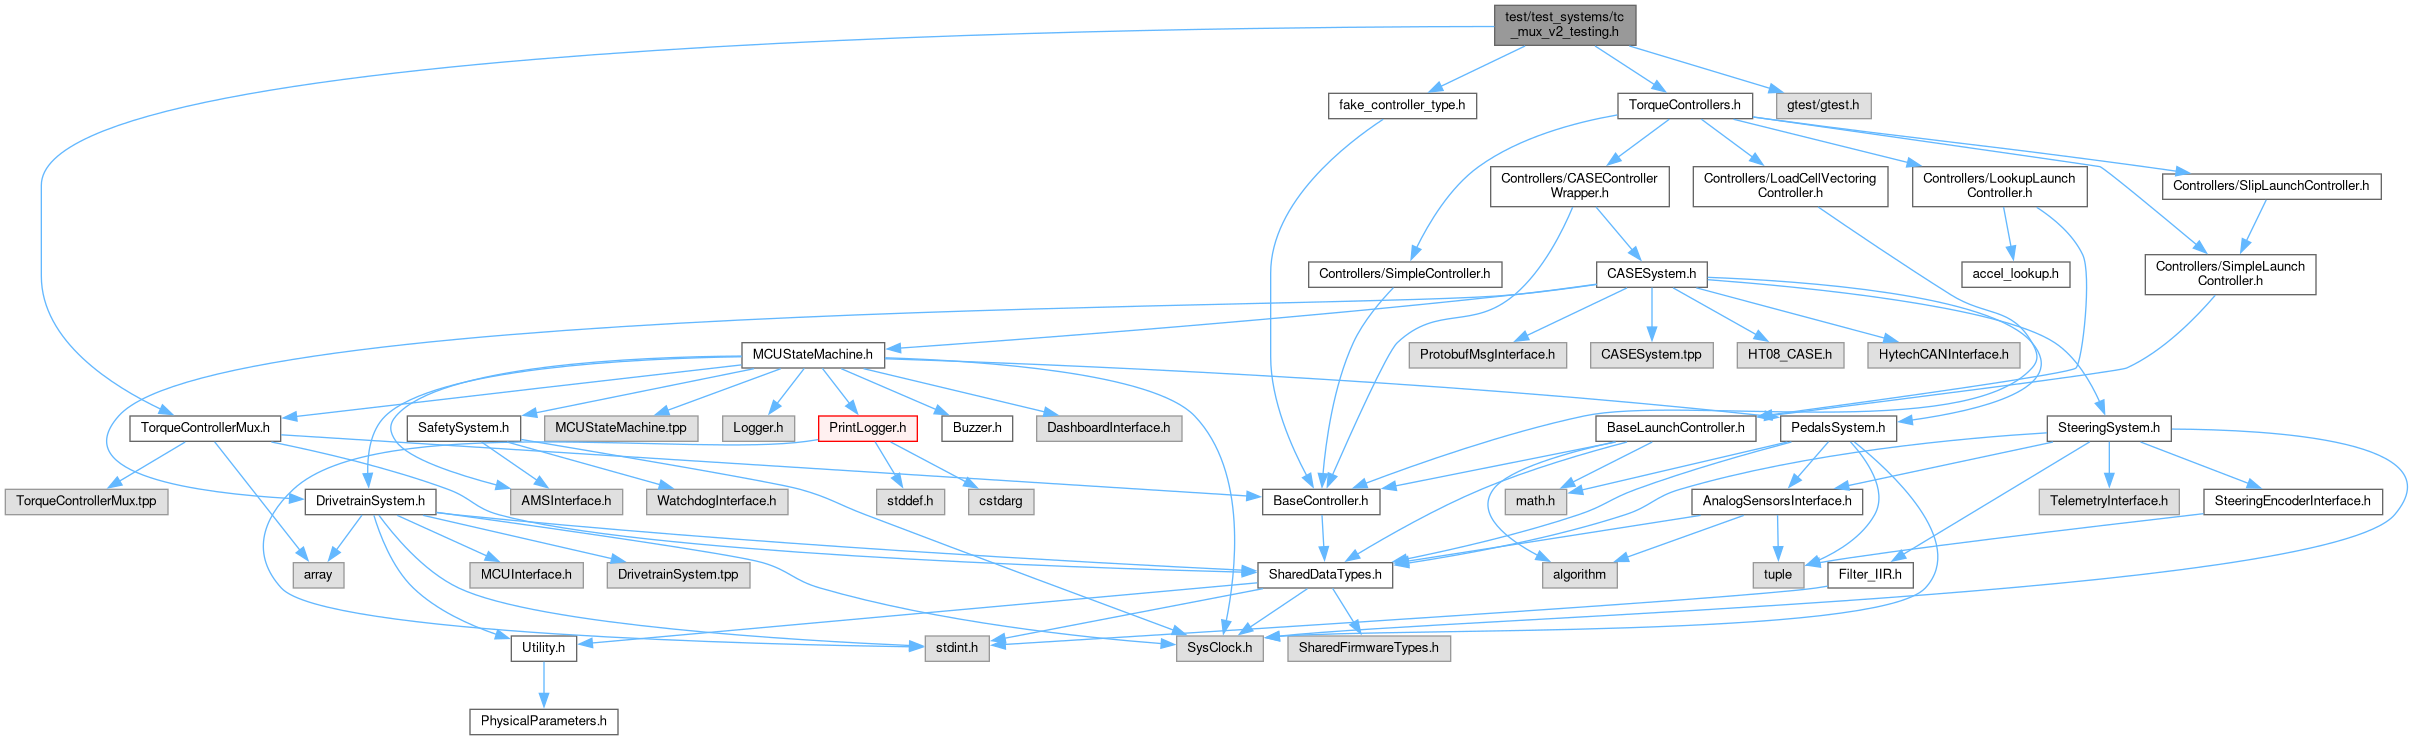 test/test_systems/tc
_mux_v2_testing.h
fake_controller_type.h
TorqueControllers.h
gtest/gtest.h
Controllers/CASEController
Wrapper.h
Controllers/LoadCellVectoring
Controller.h
Controllers/LookupLaunch
Controller.h
Controllers/SlipLaunchController.h
Controllers/SimpleController.h
CASESystem.h
accel_lookup.h
Controllers/SimpleLaunch
Controller.h
MCUStateMachine.h
ProtobufMsgInterface.h
CASESystem.tpp
HT08_CASE.h
HytechCANInterface.h
TorqueControllerMux.h
SafetySystem.h
MCUStateMachine.tpp
Logger.h
PrintLogger.h
Buzzer.h
DashboardInterface.h
BaseLaunchController.h
PedalsSystem.h
SteeringSystem.h
TorqueControllerMux.tpp
DrivetrainSystem.h
AMSInterface.h
WatchdogInterface.h
stddef.h
cstdarg
BaseController.h
math.h
AnalogSensorsInterface.h
TelemetryInterface.h
SteeringEncoderInterface.h
array
MCUInterface.h
DrivetrainSystem.tpp
SharedDataTypes.h
algorithm
tuple
Filter_IIR.h
Utility.h
stdint.h
SysClock.h
SharedFirmwareTypes.h
PhysicalParameters.h